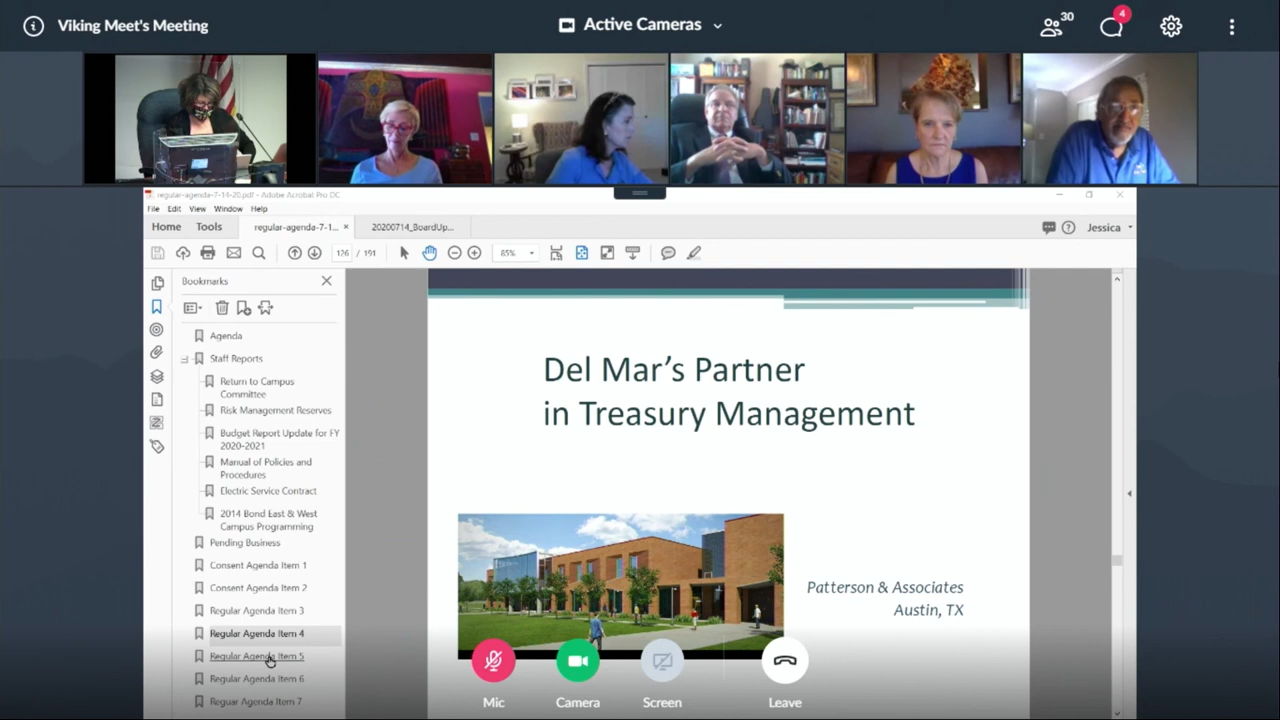 Viking Meet's Meeting
Active Cameras
30
4
regular-agenda-7-14-20.pdf - Adobe Acrobat Pro DC
File Edit View Window Help
Home Tools regular-agenda-7-1... × 20200714_BoardUp...
Jessica
126 / 191
85%
Bookmarks
Agenda
Staff Reports
Return to Campus
Committee
Risk Management Reserves
Budget Report Update for FY
2020-2021
Manual of Policies and
Procedures
Electric Service Contract
2014 Bond East & West
Campus Programming
Pending Business
Consent Agenda Item 1
Consent Agenda Item 2
Regular Agenda Item 3
Regular Agenda Item 4
Regular Agenda Item 5
Regular Agenda Item 6
Reguar Agenda Item 7
Del Mar's Partner
in Treasury Management
Patterson & Associates
Austin, TX
Mic
Camera
Screen
Leave